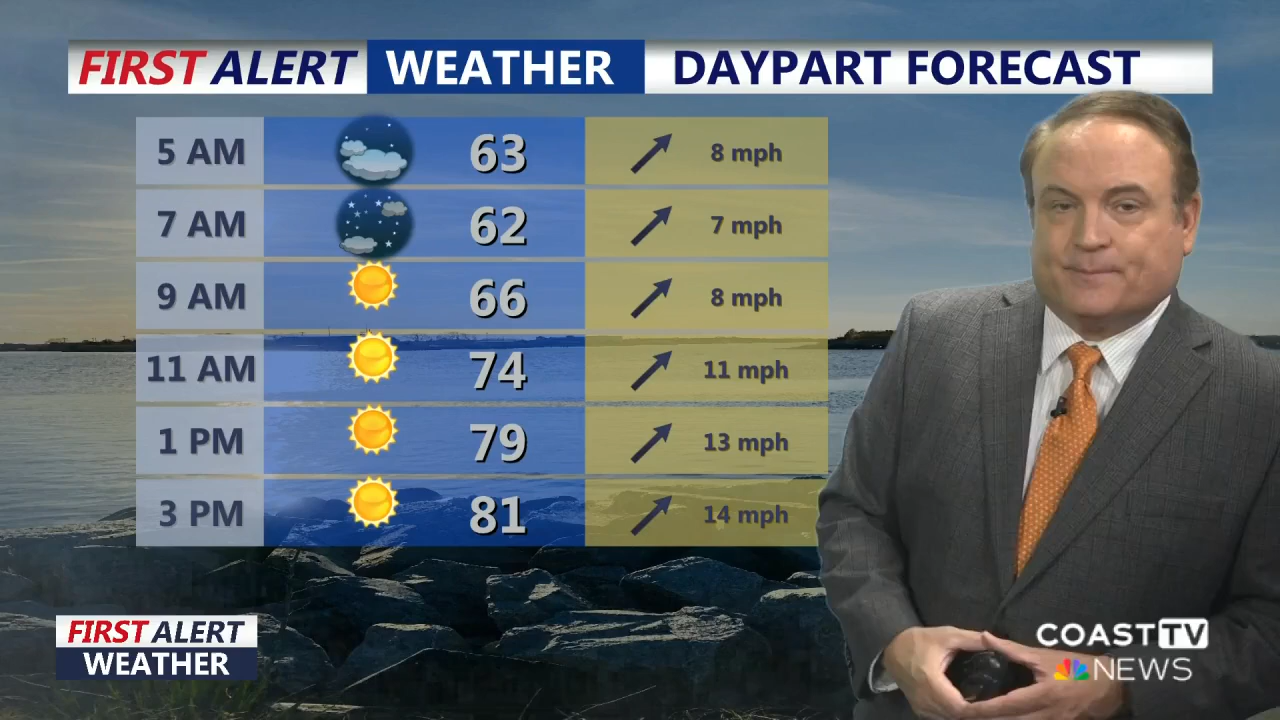 FIRST ALERT WEATHER DAYPART FORECAST
5 AM 63 8 mph
7 AM 62 7 mph
9 AM 66 8 mph
11 AM 74 11 mph
1 PM 79 13 mph
3 PM 81 14 mph
FIRST ALERT
WEATHER
COAST TV
NEWS